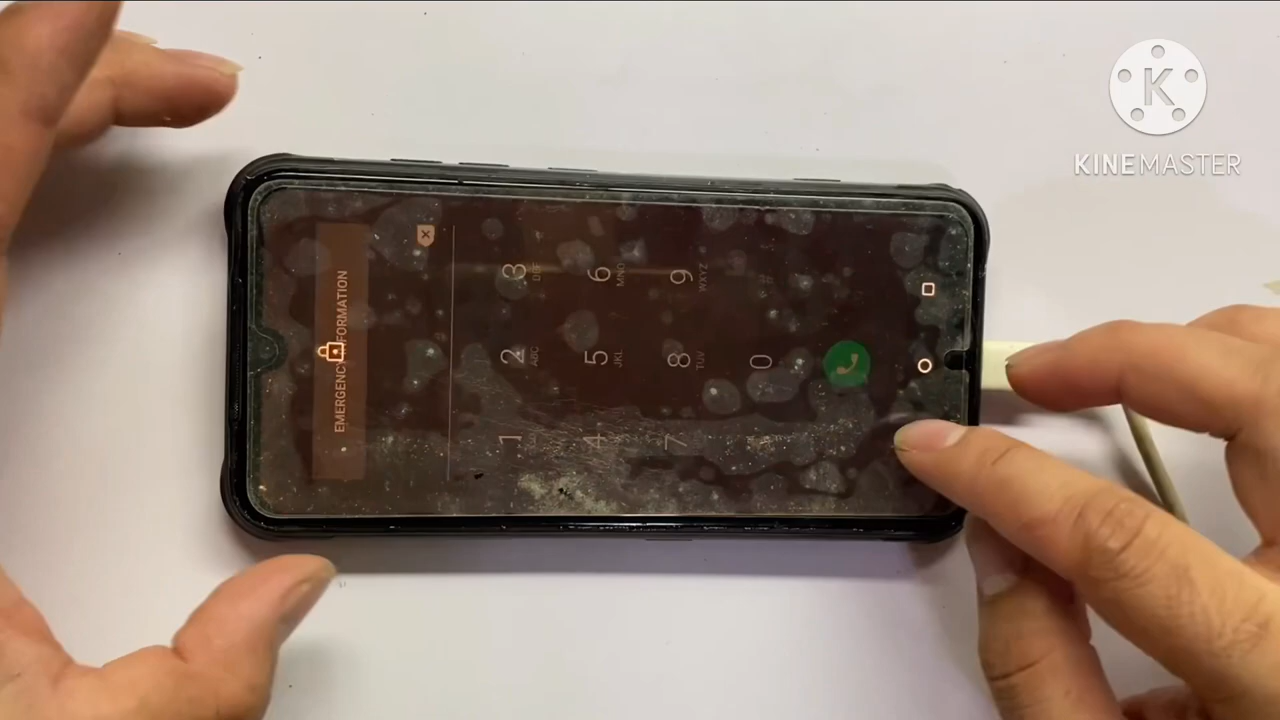 K
KINEMASTER
EMERGENCY INFORMATION
1
2 ABC
3 DEF
4
5 JKL
6 MNO
7
8 TUV
9 WXYZ
0